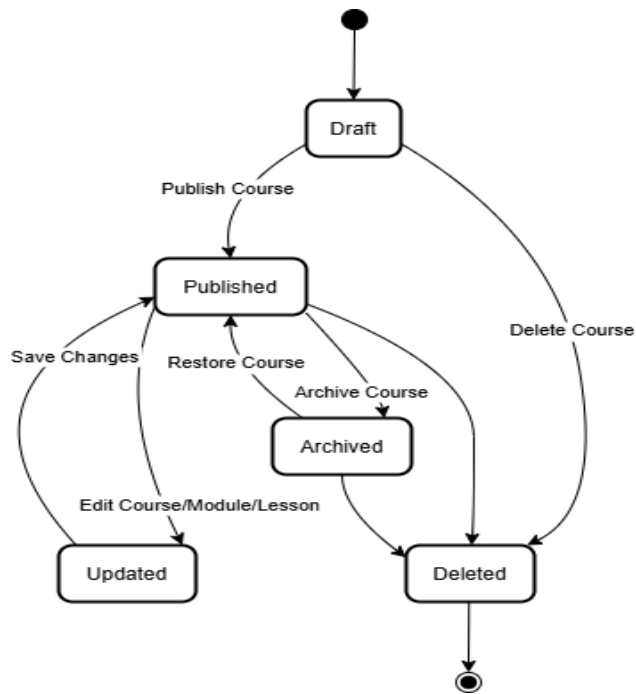 Draft
Publish Course
Published
Delete Course
Save Changes
Restore Course
Archive Course
Archived
Edit Course/Module/Lesson
Updated
Deleted